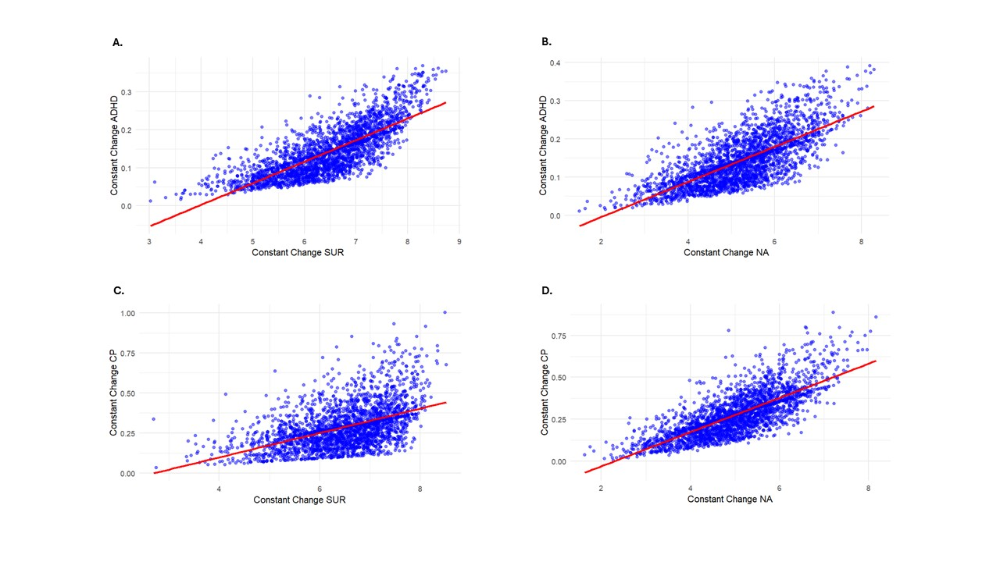 A.
Constant Change ADHD
0.3
0.2
0.1
0.0
3 4 5 6 7 8 9
Constant Change SUR
B.
Constant Change ADHD
0.4
0.3
0.2
0.1
0.0
2 4 6 8
Constant Change NA
C.
Constant Change CP
1.00
0.75
0.50
0.25
0.00
4 6 8
Constant Change SUR
D.
Constant Change CP
0.75
0.50
0.25
0.00
2 4 6 8
Constant Change NA